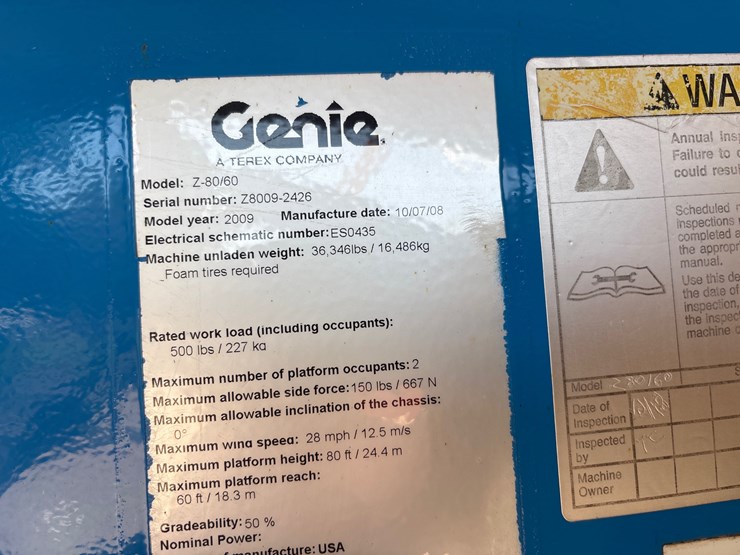 Genie
A TEREX COMPANY
Model: Z-80/60
Serial number: Z8009-2426
Model year: 2009 Manufacture date: 10/07/08
Electrical schematic number: ES0435
Machine unladen weight: 36,346lbs / 16,486kg
Foam tires required
Rated work load (including occupants):
500 lbs / 227 kg
Maximum number of platform occupants: 2
Maximum allowable side force: 150 lbs / 667 N
Maximum allowable inclination of the chassis:
0°
Maximum wind speed: 28 mph / 12.5 m/s
Maximum platform height: 80 ft / 24.4 m
Maximum platform reach:
60 ft / 18.3 m
Gradeability: 50 %
Nominal Power:
manufacture: USA
WA
Annual Insp
Failure to
could resul
Scheduled
Inspections
completed a
the appropr
manual.
Use this de
the date of
inspection,
the inspec
machine
Model Z80/60
Date of
Inspection
Inspected
by
Machine
Owner